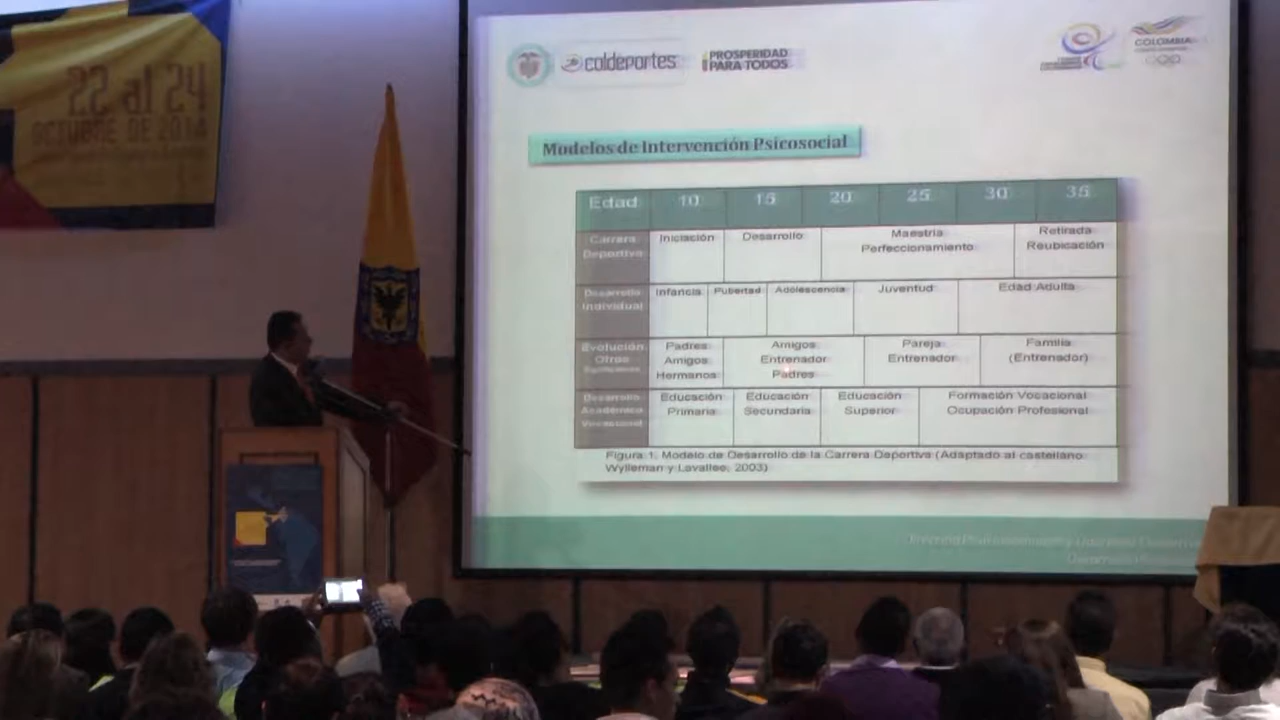 22 al 24
OCTUBRE DE 2014
coldeportes
PROSPERIDAD
PARA TODOS
COLOMBIA
Modelos de Intervención Psicosocial
Edad 10 15 20 25 30 35
Carrera
Deportiva
Iniciación
Desarrollo
Maestría
Perfeccionamiento
Retirada
Reubicación
Desarrollo
Individual
Infancia
Pubertad
Adolescencia
Juventud
Edad Adulta
Evolución
Otros
Padres
Amigos
Hermanos
Amigos
Entrenador
Padres
Pareja
Entrenador
Familia
(Entrenador)
Desarrollo
Académico
Vocacional
Educación
Primaria
Educación
Secundaria
Educación
Superior
Formación Vocacional
Ocupación Profesional
Figura 1. Modelo de Desarrollo de la Carrera Deportiva (Adaptado al castellano
Wylleman y Lavallee, 2003)